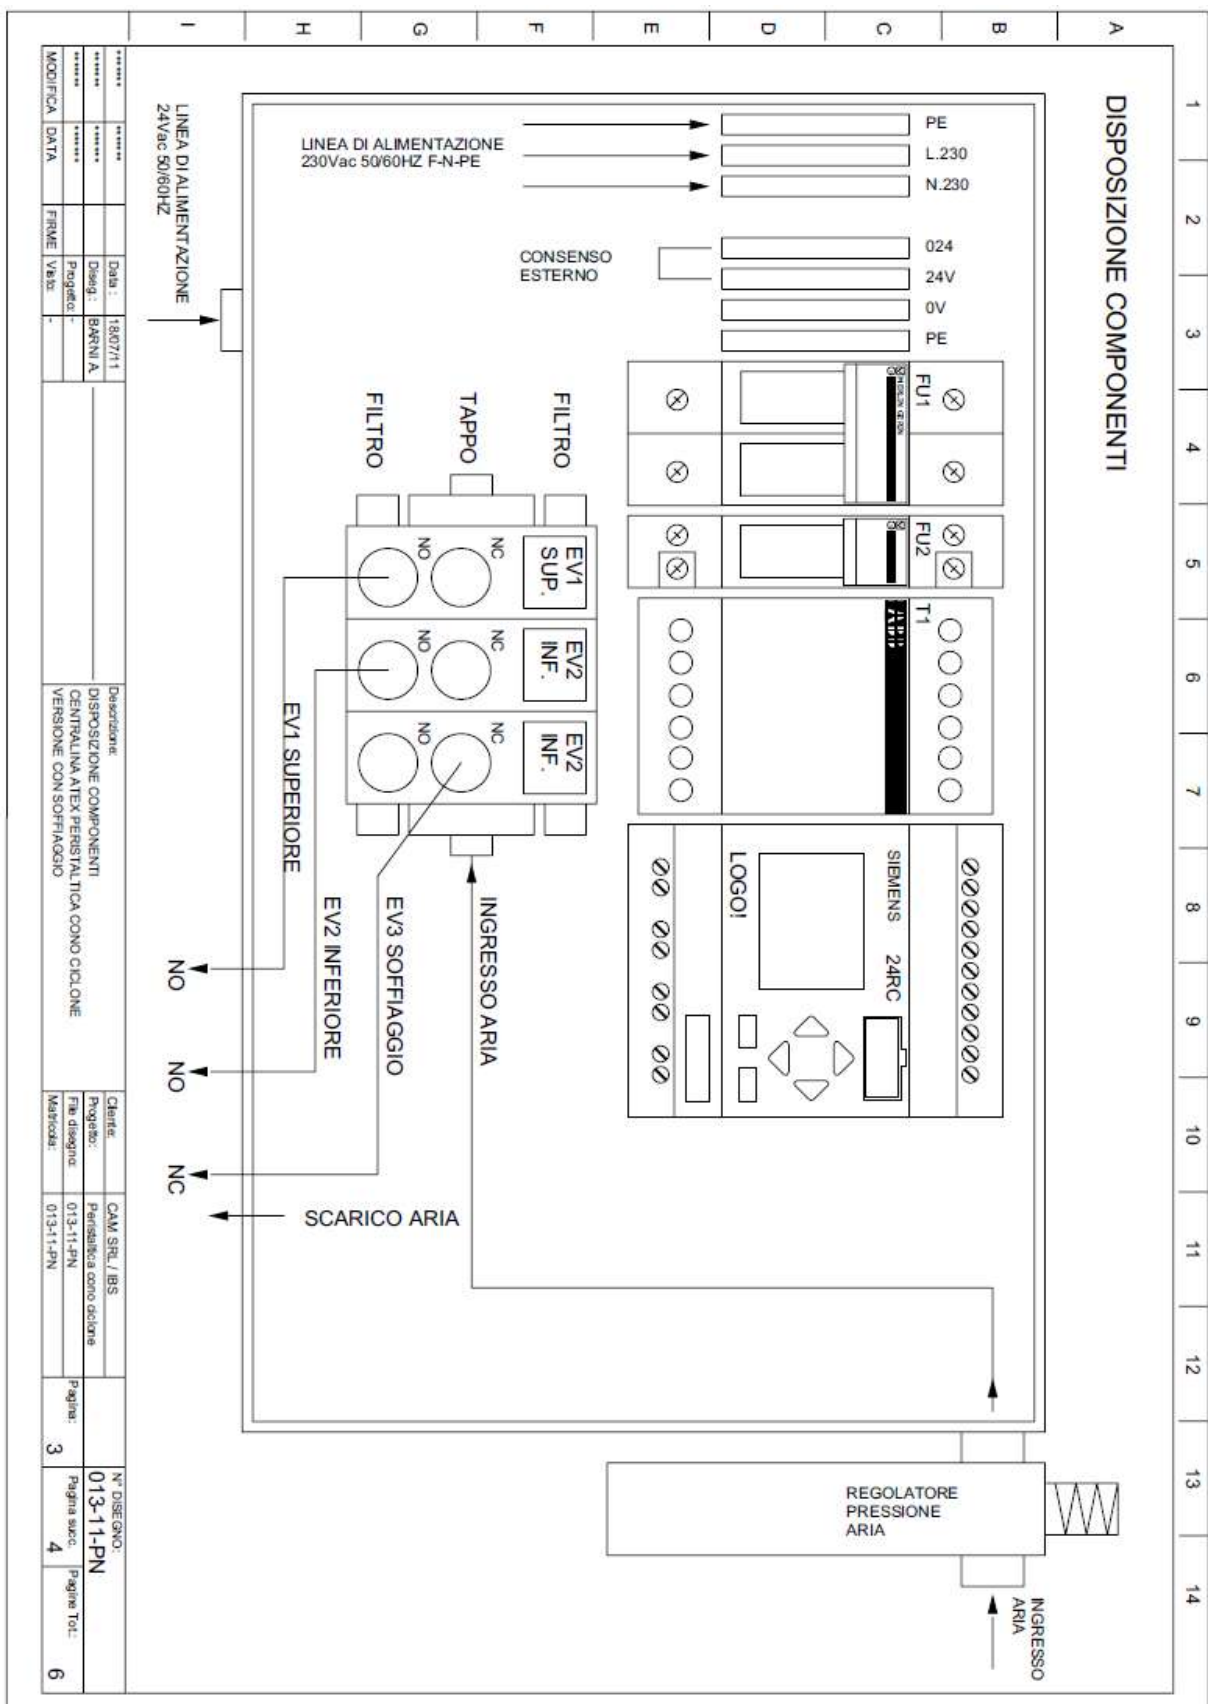 A
B
C
D
E
F
G
H
I
1
2
3
4
5
6
7
8
9
10
11
12
13
14
DISPOSIZIONE COMPONENTI
PE
L.230
N.230
LINEA DI ALIMENTAZIONE
230Vac 50/60HZ F-N-PE
024
24V
0V
PE
CONSENSO
ESTERNO
LINEA DI ALIMENTAZIONE
24Vac 50/60HZ
FU1
FU2
T1
ABB
SIEMENS 24RC
LOGO!
FILTRO
TAPPO
FILTRO
EV1
SUP.
NC
NO
EV2
INF.
NC
NO
EV2
INF.
NC
NO
INGRESSO ARIA
EV3 SOFFIAGGIO
EV2 INFERIORE
EV1 SUPERIORE
NO
NO
NC
SCARICO ARIA
REGOLATORE
PRESSIONE
ARIA
INGRESSO
ARIA
****** ******
****** ******
****** ******
MODIFICA DATA FIRME
Data : 18/07/11
Diseg.: BARNI A.
Progetto: -
Visto: -
Descrizione:
DISPOSIZIONE COMPONENTI
CENTRALINA ATEX PERISTALTICA CONO CICLONE
VERSIONE CON SOFFIAGGIO
Cliente: CAM SRL / IBS
Progetto: Peristaltica cono ciclone
File disegno: 013-11-PN
Matricola: 013-11-PN
N° DISEGNO:
013-11-PN
Pagina: 3
Pagina succ. 4
Pagine Tot.: 6